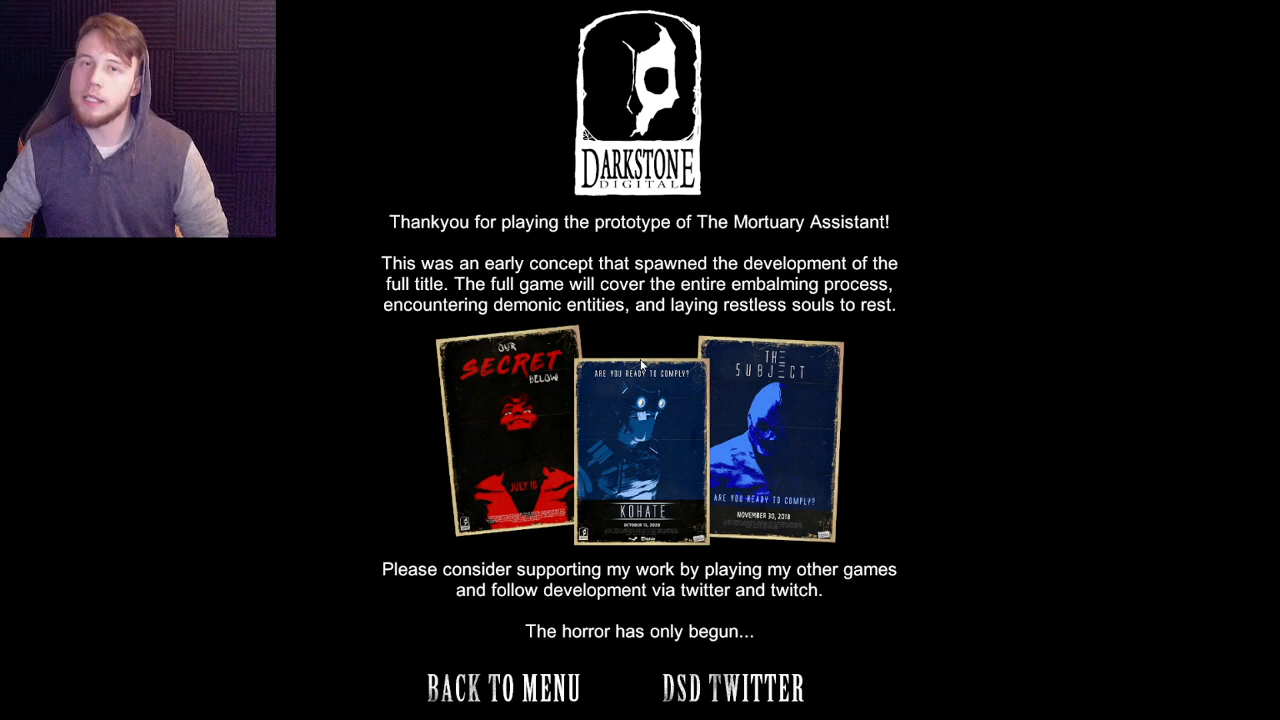 DARKSTONE
DIGITAL
Thankyou for playing the prototype of The Mortuary Assistant!
This was an early concept that spawned the development of the
full title. The full game will cover the entire embalming process,
encountering demonic entities, and laying restless souls to rest.
OUR
SECRET
BELOW
JULY 10
ARE YOU READY TO COMPLY?
KOHATE
OCTOBER 15, 2020
THE
SUBJECT
ARE YOU READY TO COMPLY?
NOVEMBER 30, 2018
Please consider supporting my work by playing my other games
and follow development via twitter and twitch.
The horror has only begun...
BACK TO MENU
DSD TWITTER